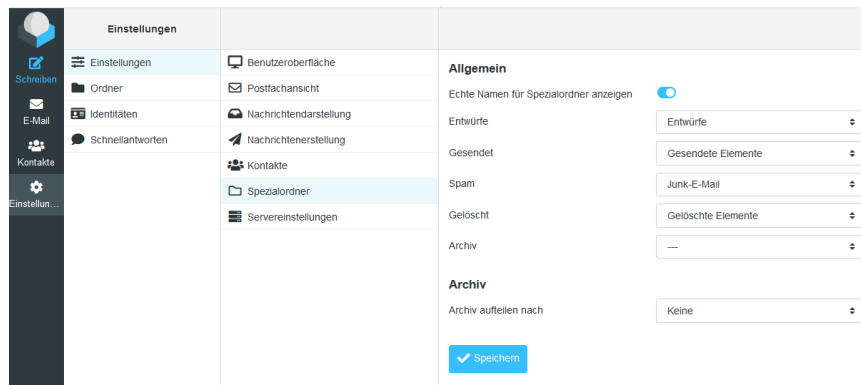 Einstellungen
Schreiben
E-Mail
Kontakte
Einstellun...
Einstellungen
Ordner
Identitäten
Schnellantworten
Benutzeroberfläche
Postfachansicht
Nachrichtendarstellung
Nachrichtenerstellung
Kontakte
Spezialordner
Servereinstellungen
Allgemein
Echte Namen für Spezialordner anzeigen
Entwürfe Entwürfe
Gesendet Gesendete Elemente
Spam Junk-E-Mail
Gelöscht Gelöschte Elemente
Archiv ---
Archiv
Archiv aufteilen nach Keine
Speichern